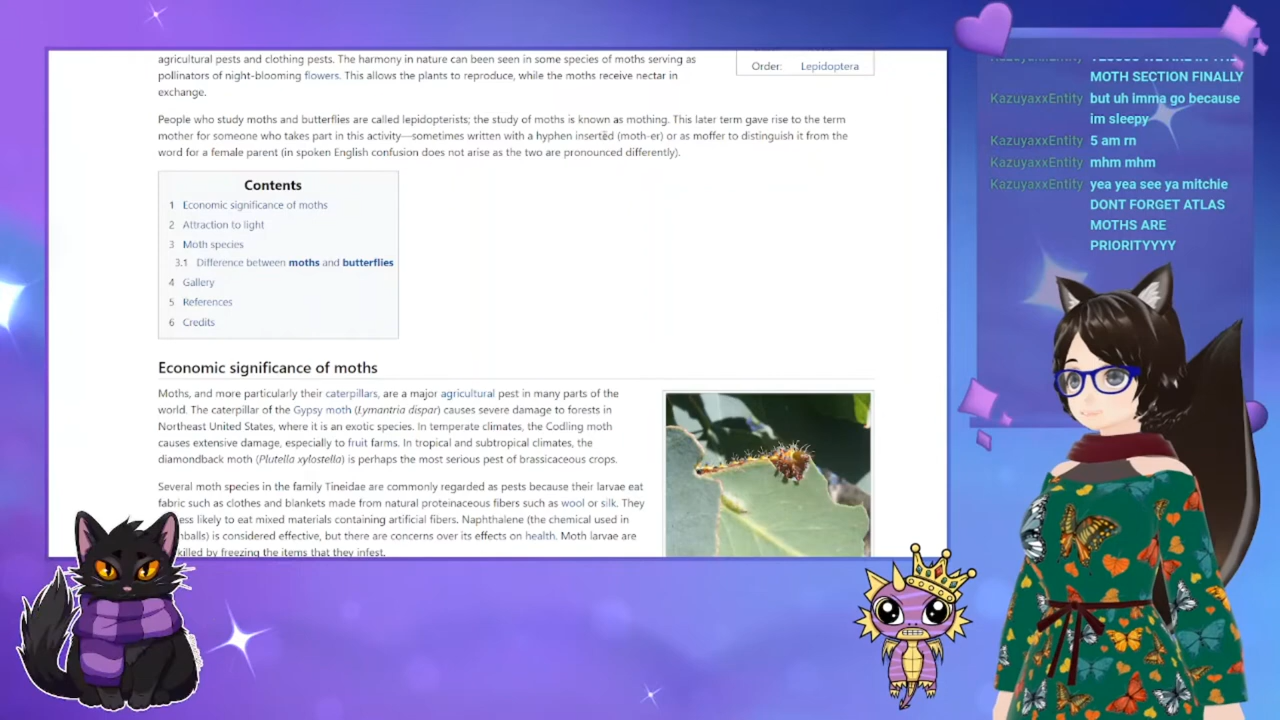 agricultural pests and clothing pests. The harmony in nature can been seen in some species of moths serving as
pollinators of night-blooming flowers. This allows the plants to reproduce, while the moths receive nectar in
exchange.
Order: Lepidoptera
People who study moths and butterflies are called lepidopterists; the study of moths is known as mothing. This later term gave rise to the term
mother for someone who takes part in this activity—sometimes written with a hyphen inserted (moth-er) or as moffer to distinguish it from the
word for a female parent (in spoken English confusion does not arise as the two are pronounced differently).
Contents
1 Economic significance of moths
2 Attraction to light
3 Moth species
3.1 Difference between moths and butterflies
4 Gallery
5 References
6 Credits
Economic significance of moths
Moths, and more particularly their caterpillars, are a major agricultural pest in many parts of the
world. The caterpillar of the Gypsy moth (Lymantria dispar) causes severe damage to forests in
Northeast United States, where it is an exotic species. In temperate climates, the Codling moth
causes extensive damage, especially to fruit farms. In tropical and subtropical climates, the
diamondback moth (Plutella xylostella) is perhaps the most serious pest of brassicaceous crops.
Several moth species in the family Tineidae are commonly regarded as pests because their larvae eat
fabric such as clothes and blankets made from natural proteinaceous fibers such as wool or silk. They
less likely to eat mixed materials containing artificial fibers. Naphthalene (the chemical used in
balls) is considered effective, but there are concerns over its effects on health. Moth larvae are
killed by freezing the items that they infest.
MOTH SECTION FINALLY
KazuyaxxEntity but uh imma go because
im sleepy
KazuyaxxEntity 5 am rn
KazuyaxxEntity mhm mhm
KazuyaxxEntity yea yea see ya mitchie
DONT FORGET ATLAS
MOTHS ARE
PRIORITYYYY